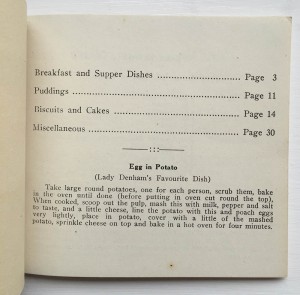 Breakfast and Supper Dishes .......................... Page 3
Puddings .................................................... Page 11
Biscuits and Cakes ...................................... Page 14
Miscellaneous ............................................. Page 30
Egg in Potato
(Lady Denham's Favourite Dish)
Take large round potatoes, one for each person, scrub them, bake
in the oven until done (before putting in oven cut round the top),
When cooked, scoop out the pulp, mash this with milk, pepper and salt
to taste, and a little cheese, line the potato with this and poach eggs
very lightly, place in potato, cover with a little of the mashed
potato, sprinkle cheese on top and bake in a hot oven for four minutes.